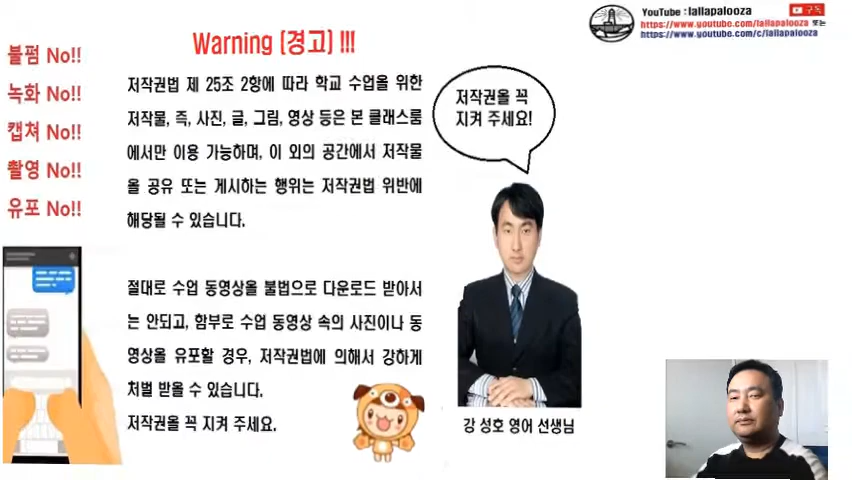 YouTube : lallapalooza 구독
https://www.youtube.com/lallapalooza 또는
https://www.youtube.com/c/lallapalooza
Warning (경고) !!!
불펌 No!!
녹화 No!!
캡쳐 No!!
촬영 No!!
유포 No!!
저작권법 제 25조 2항에 따라 학교 수업을 위한
저작물, 즉, 사진, 글, 그림, 영상 등은 본 클래스룸
에서만 이용 가능하며, 이 외의 공간에서 저작물
을 공유 또는 게시하는 행위는 저작권법 위반에
해당될 수 있습니다.
절대로 수업 동영상을 불법으로 다운로드 받아서
는 안되고, 함부로 수업 동영상 속의 사진이나 동
영상을 유포할 경우, 저작권법에 의해서 강하게
처벌 받을 수 있습니다.
저작권을 꼭 지켜 주세요.
저작권을 꼭
지켜 주세요!
강 성호 영어 선생님